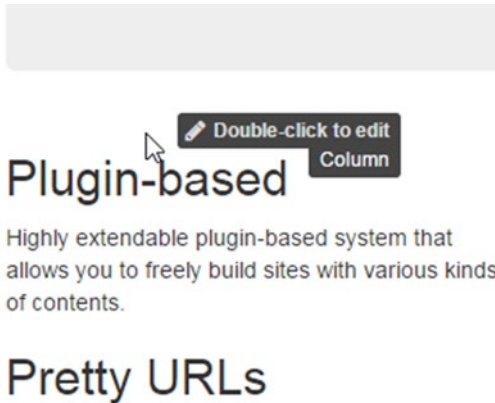 Double-click to edit
Column
Plugin-based
Highly extendable plugin-based system that
allows you to freely build sites with various kinds
of contents.
Pretty URLs